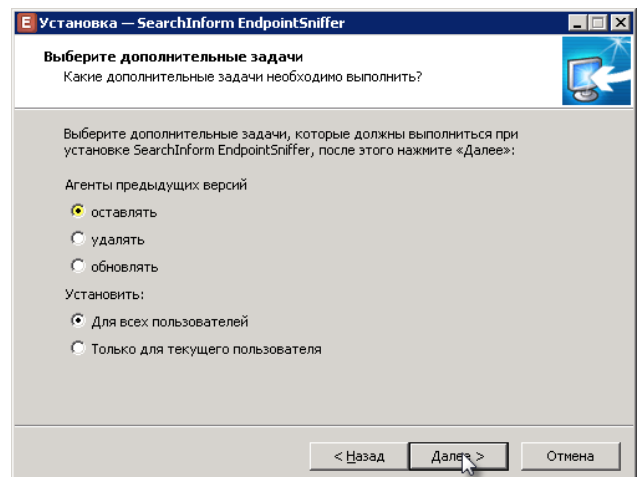 E Установка — SearchInform EndpointSniffer
Выберите дополнительные задачи
Какие дополнительные задачи необходимо выполнить?
Выберите дополнительные задачи, которые должны выполниться при
установке SearchInform EndpointSniffer, после этого нажмите «Далее»:
Агенты предыдущих версий
оставлять
удалять
обновлять
Установить:
Для всех пользователей
Только для текущего пользователя
< Назад Далее > Отмена